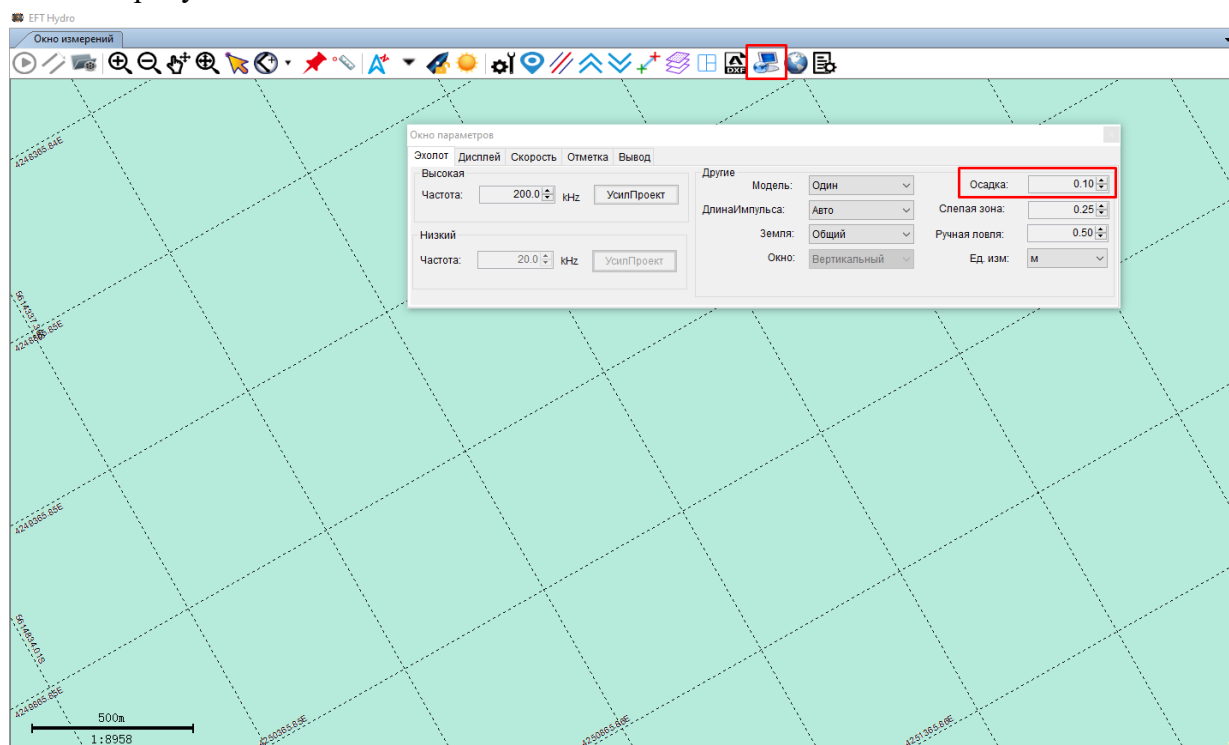 EFT Hydro
Окно измерений
DXF
Окно параметров
Эхолот Дисплей Скорость Отметка Вывод
Высокая
Частота: 200.0 kHz УсилПроект
Низкий
Частота: 20.0 kHz УсилПроект
Другие
Модель: Один
ДлинаИмпульса: Авто
Земля: Общий
Окно: Вертикальный
Осадка: 0.10
Слепая зона: 0.25
Ручная ловля: 0.50
Ед. изм: м
4248365.84E
4249365.85E
5614834.01S
4249865.85E
4250365.85E
4250865.85E
4251365.86E
500m
1:8958